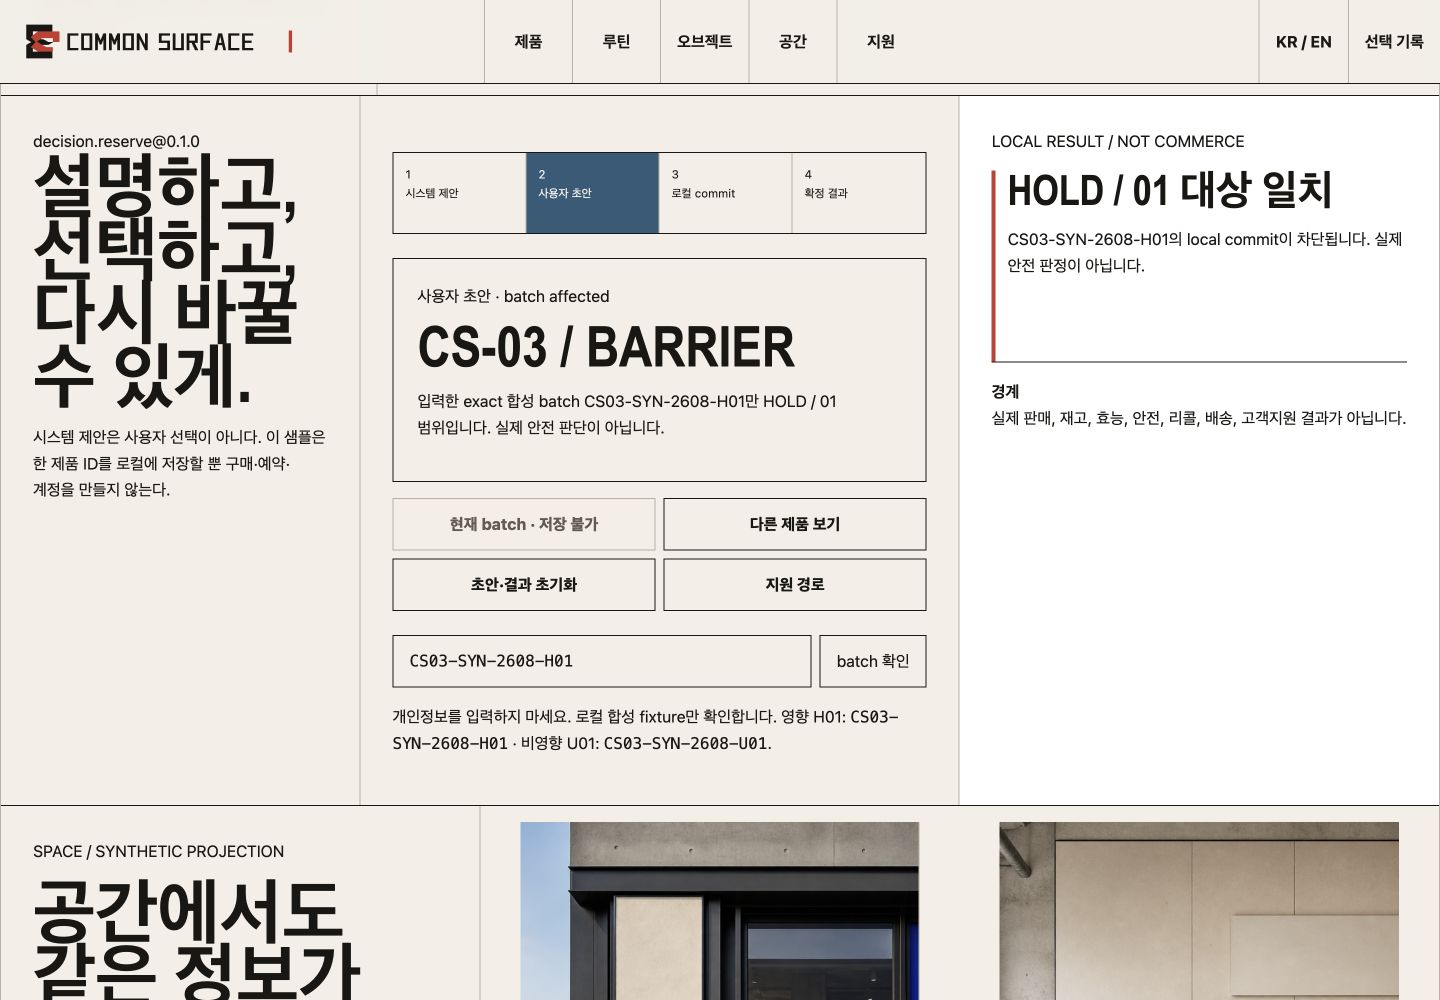 COMMON SURFACE
제품
루틴
오브젝트
공간
지원
KR / EN
선택 기록
decision.reserve@0.1.0
설명하고,
선택하고,
다시 바꿀
수 있게.
시스템 제안은 사용자 선택이 아니다. 이 샘플은
한 제품 ID를 로컬에 저장할 뿐 구매·예약·
계정을 만들지 않는다.
1
시스템 제안
2
사용자 초안
3
로컬 commit
4
확정 결과
사용자 초안 · batch affected
CS-03 / BARRIER
입력한 exact 합성 batch CS03-SYN-2608-H01만 HOLD / 01
범위입니다. 실제 안전 판단이 아닙니다.
현재 batch · 저장 불가
다른 제품 보기
초안·결과 초기화
지원 경로
CS03-SYN-2608-H01
batch 확인
개인정보를 입력하지 마세요. 로컬 합성 fixture만 확인합니다. 영향 H01: CS03-
SYN-2608-H01 · 비영향 U01: CS03-SYN-2608-U01.
LOCAL RESULT / NOT COMMERCE
HOLD / 01 대상 일치
CS03-SYN-2608-H01의 local commit이 차단됩니다. 실제
안전 판정이 아닙니다.
경계
실제 판매, 재고, 효능, 안전, 리콜, 배송, 고객지원 결과가 아닙니다.
SPACE / SYNTHETIC PROJECTION
공간에서도
같은 정보가